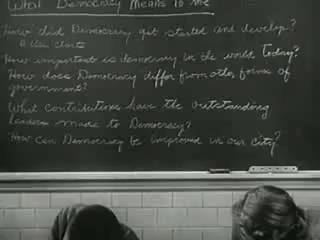 What Democracy Means to me
How did Democracy get started and develop?
How important is democracy in the world Today?
How does Democracy differ from other forms of
government?
What contributions have the outstanding
leaders made to Democracy?
How can Democracy be improved in our city?